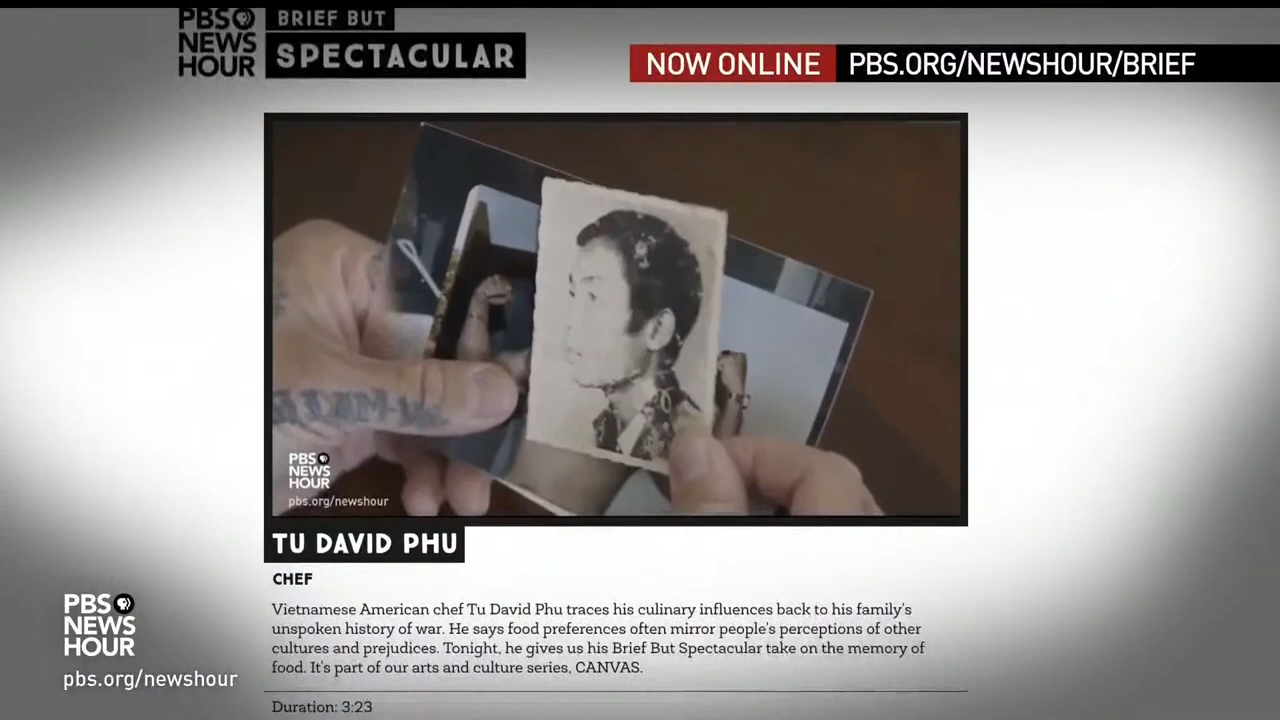 PBS
NEWS
HOUR
BRIEF BUT
SPECTACULAR
NOW ONLINE
PBS.ORG/NEWSHOUR/BRIEF
PBS
NEWS
HOUR
pbs.org/newshour
TU DAVID PHU
CHEF
Vietnamese American chef Tu David Phu traces his culinary influences back to his family's
unspoken history of war. He says food preferences often mirror people's perceptions of other
cultures and prejudices. Tonight, he gives us his Brief But Spectacular take on the memory of
food. It's part of our arts and culture series, CANVAS.
Duration: 3:23
PBS
NEWS
HOUR
pbs.org/newshour